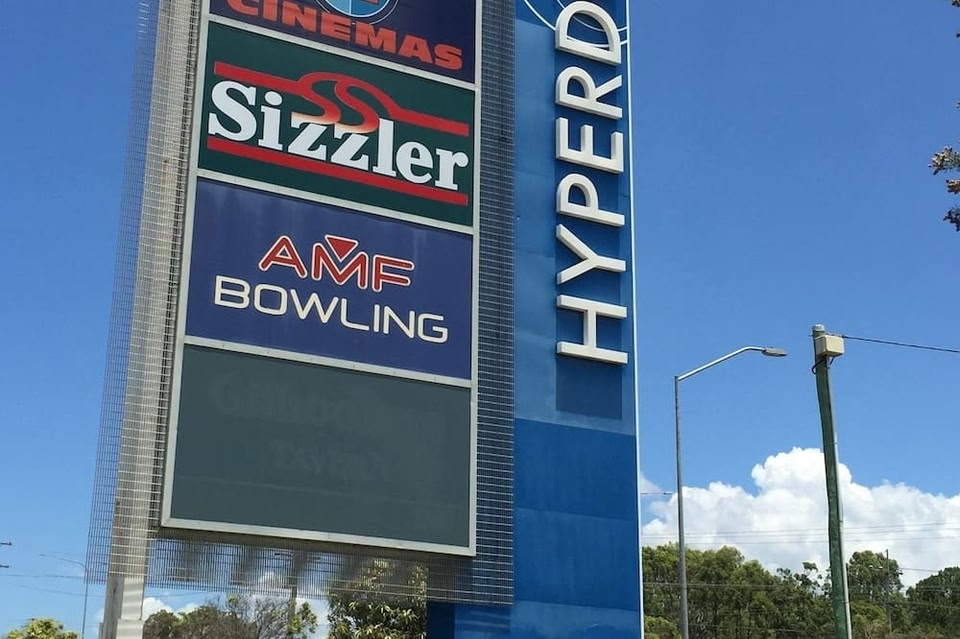 CINEMAS
Sizzler
AMF
BOWLING
HYPERD